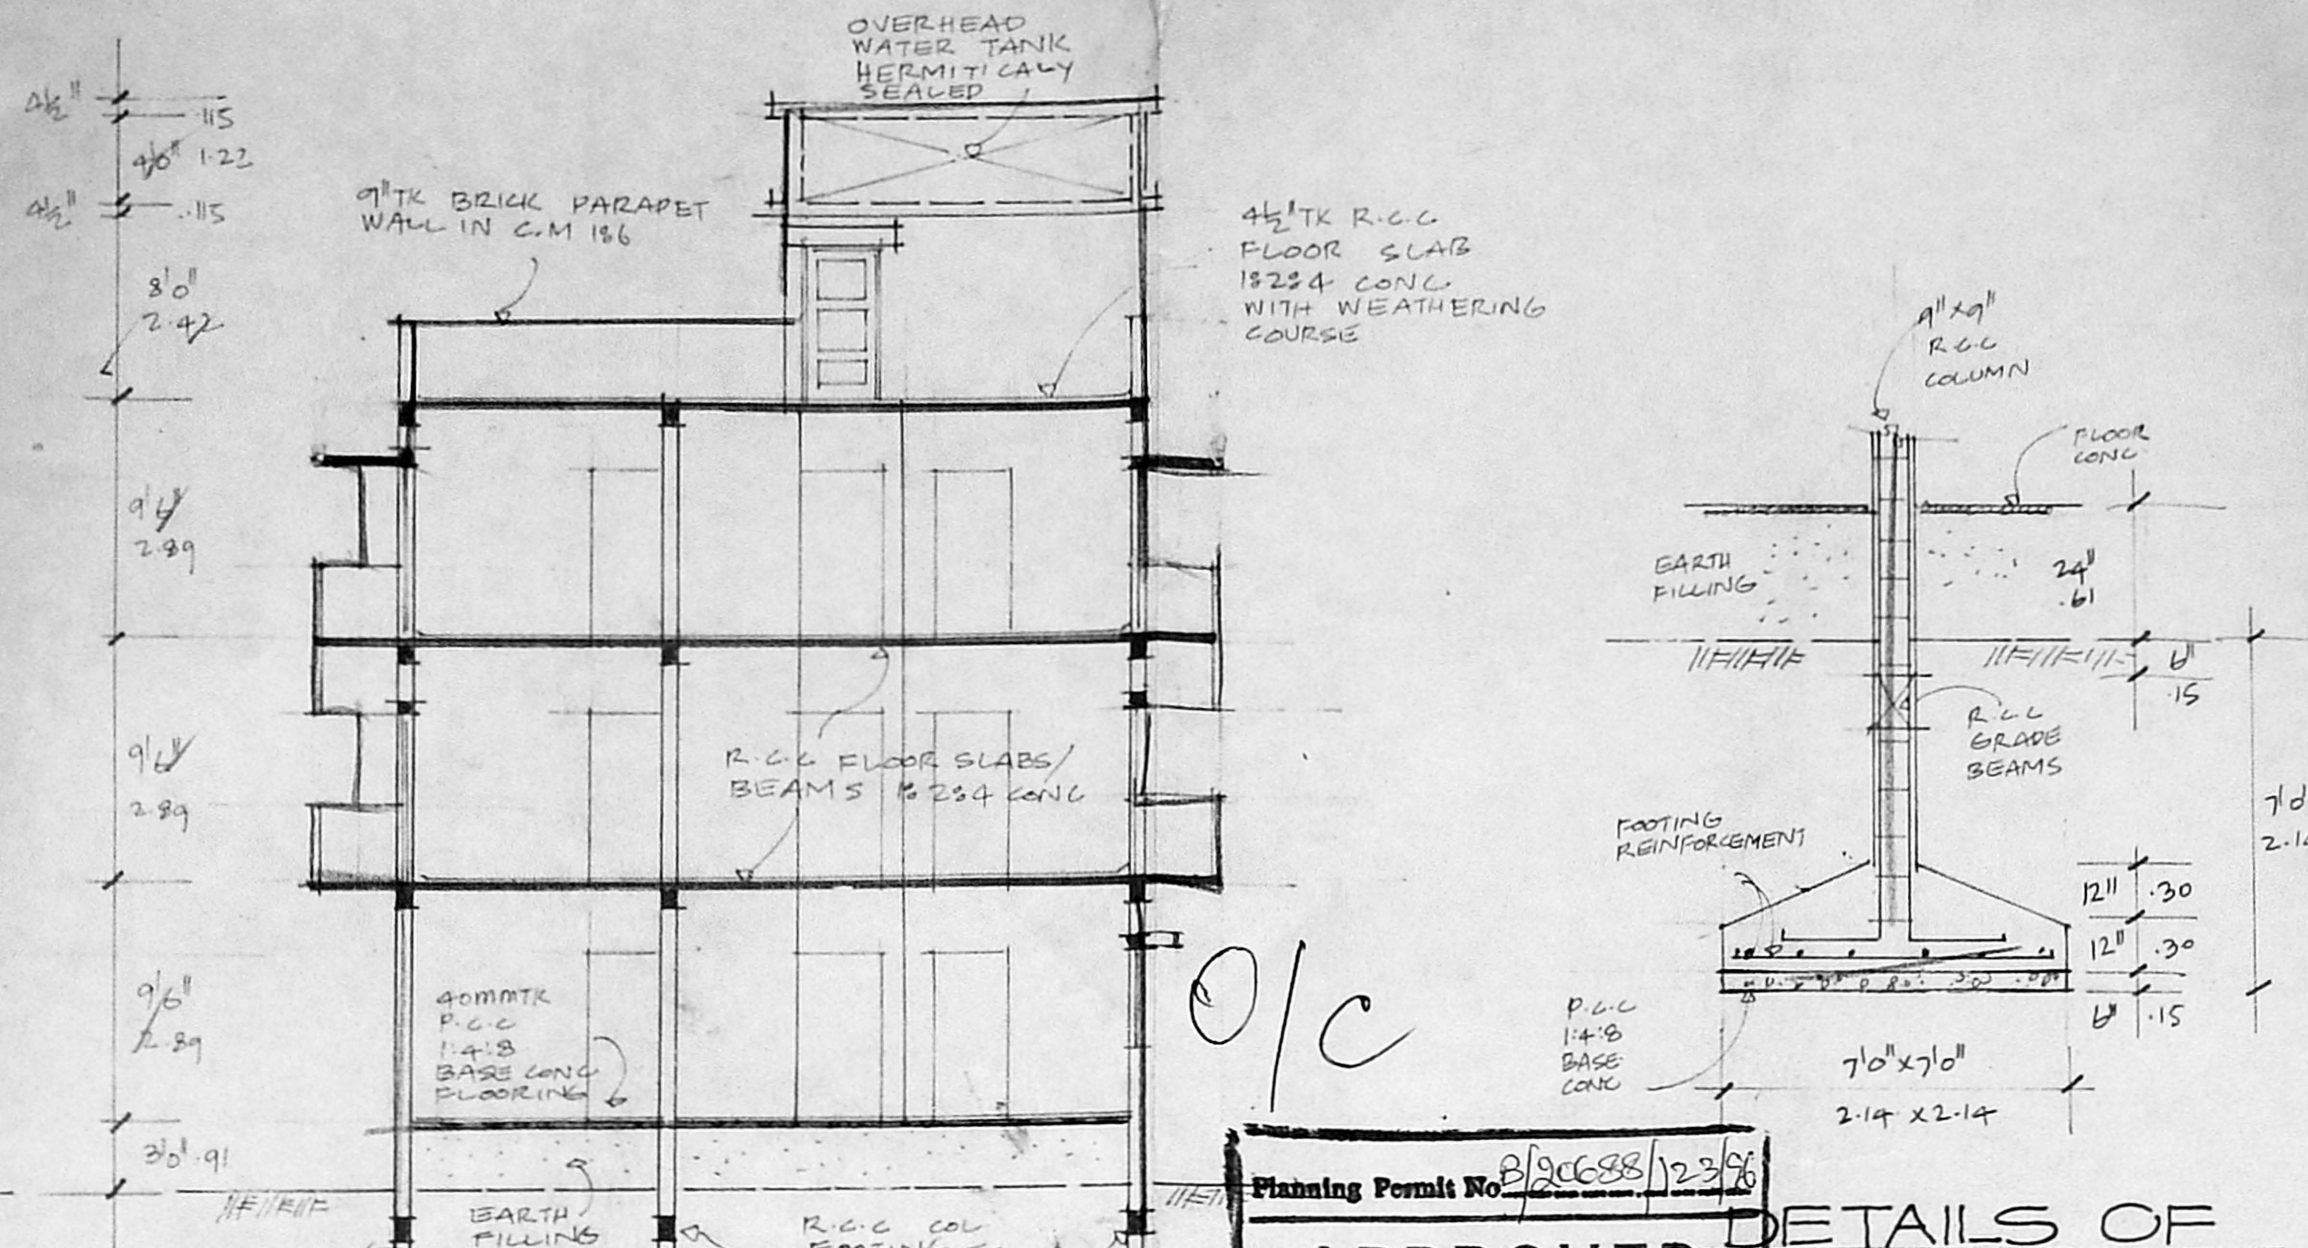 OVERHEAD
WATER TANK
HERMITICALY
SEALED
4½"
.115
4'0" 1.22
4½"
.115
8'0"
2.42
9'6"
2.89
9'6"
2.89
9'6"
2.89
3'0" .91
9"TK BRICK PARAPET
WALL IN C.M 1:6
4½"TK R.C.C
FLOOR SLAB
1:2:4 CONC
WITH WEATHERING
COURSE
R.C.C FLOOR SLABS/
BEAMS 1:2:4 CONC
40MMTK
P.C.C
1:4:8
BASE CONC
FLOORING
EARTH
FILLING
R.C.C COL
9"x9"
R.C.C
COLUMN
FLOOR
CONC
EARTH
FILLING
24"
.61
6"
.15
R.C.C
GRADE
BEAMS
FOOTING
REINFORCEMENT
12" .30
12" .30
6" .15
P.C.C
1:4:8
BASE
CONC
7'0"x7'0"
2.14 x 2.14
O/C
Planning Permit No B/20688/123/96
DETAILS OF